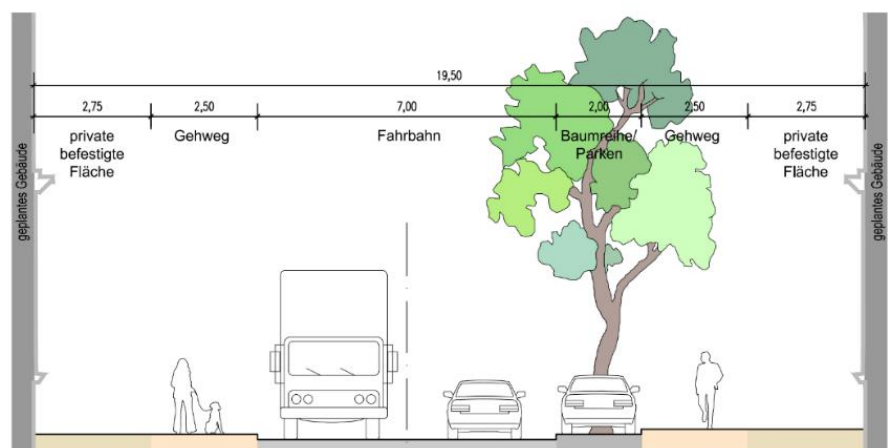 19,50
2,75
2,50
7,00
2,00
2,50
2,75
private
befestigte
Fläche
Gehweg
Fahrbahn
Baumreihe/
Parken
Gehweg
private
befestigte
Fläche
geplantes Gebäude
geplantes Gebäude